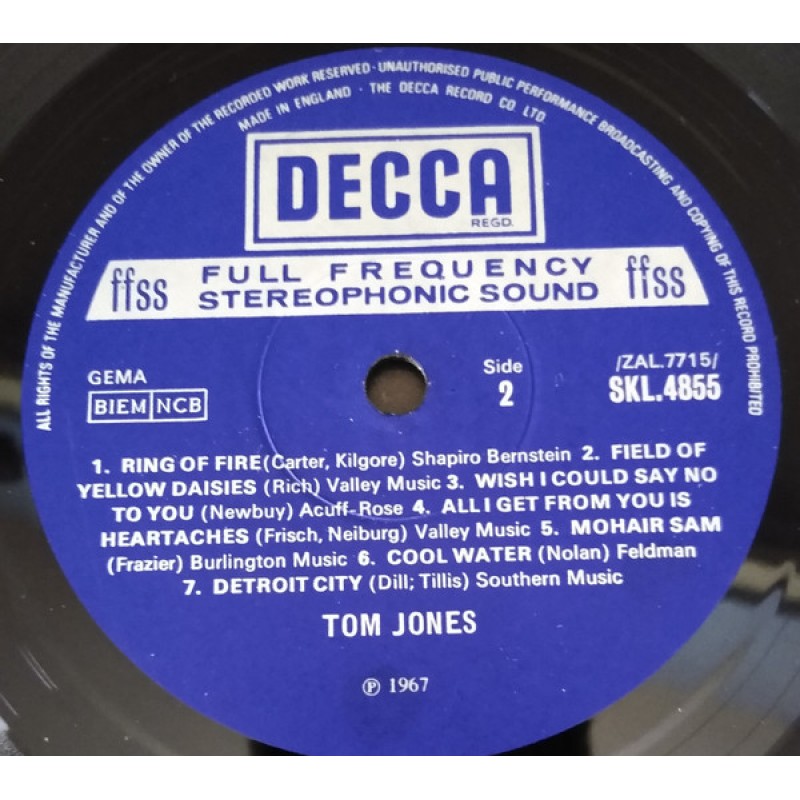 ALL RIGHTS OF THE MANUFACTURER AND OF THE OWNER OF THE RECORDED WORK RESERVED · UNAUTHORISED PUBLIC PERFORMANCE BROADCASTING AND COPYING OF THIS RECORD PROHIBITED
MADE IN ENGLAND · THE DECCA RECORD CO LTD
DECCA
REGD.
ffss FULL FREQUENCY ffss
STEREOPHONIC SOUND
GEMA
BIEM NCB
Side
2
/ZAL.7715/
SKL.4855
1. RING OF FIRE (Carter, Kilgore) Shapiro Bernstein 2. FIELD OF
YELLOW DAISIES (Rich) Valley Music 3. WISH I COULD SAY NO
TO YOU (Newbuy) Acuff-Rose 4. ALL I GET FROM YOU IS
HEARTACHES (Frisch, Neiburg) Valley Music 5. MOHAIR SAM
(Frazier) Burlington Music 6. COOL WATER (Nolan) Feldman
7. DETROIT CITY (Dill; Tillis) Southern Music
TOM JONES
℗ 1967